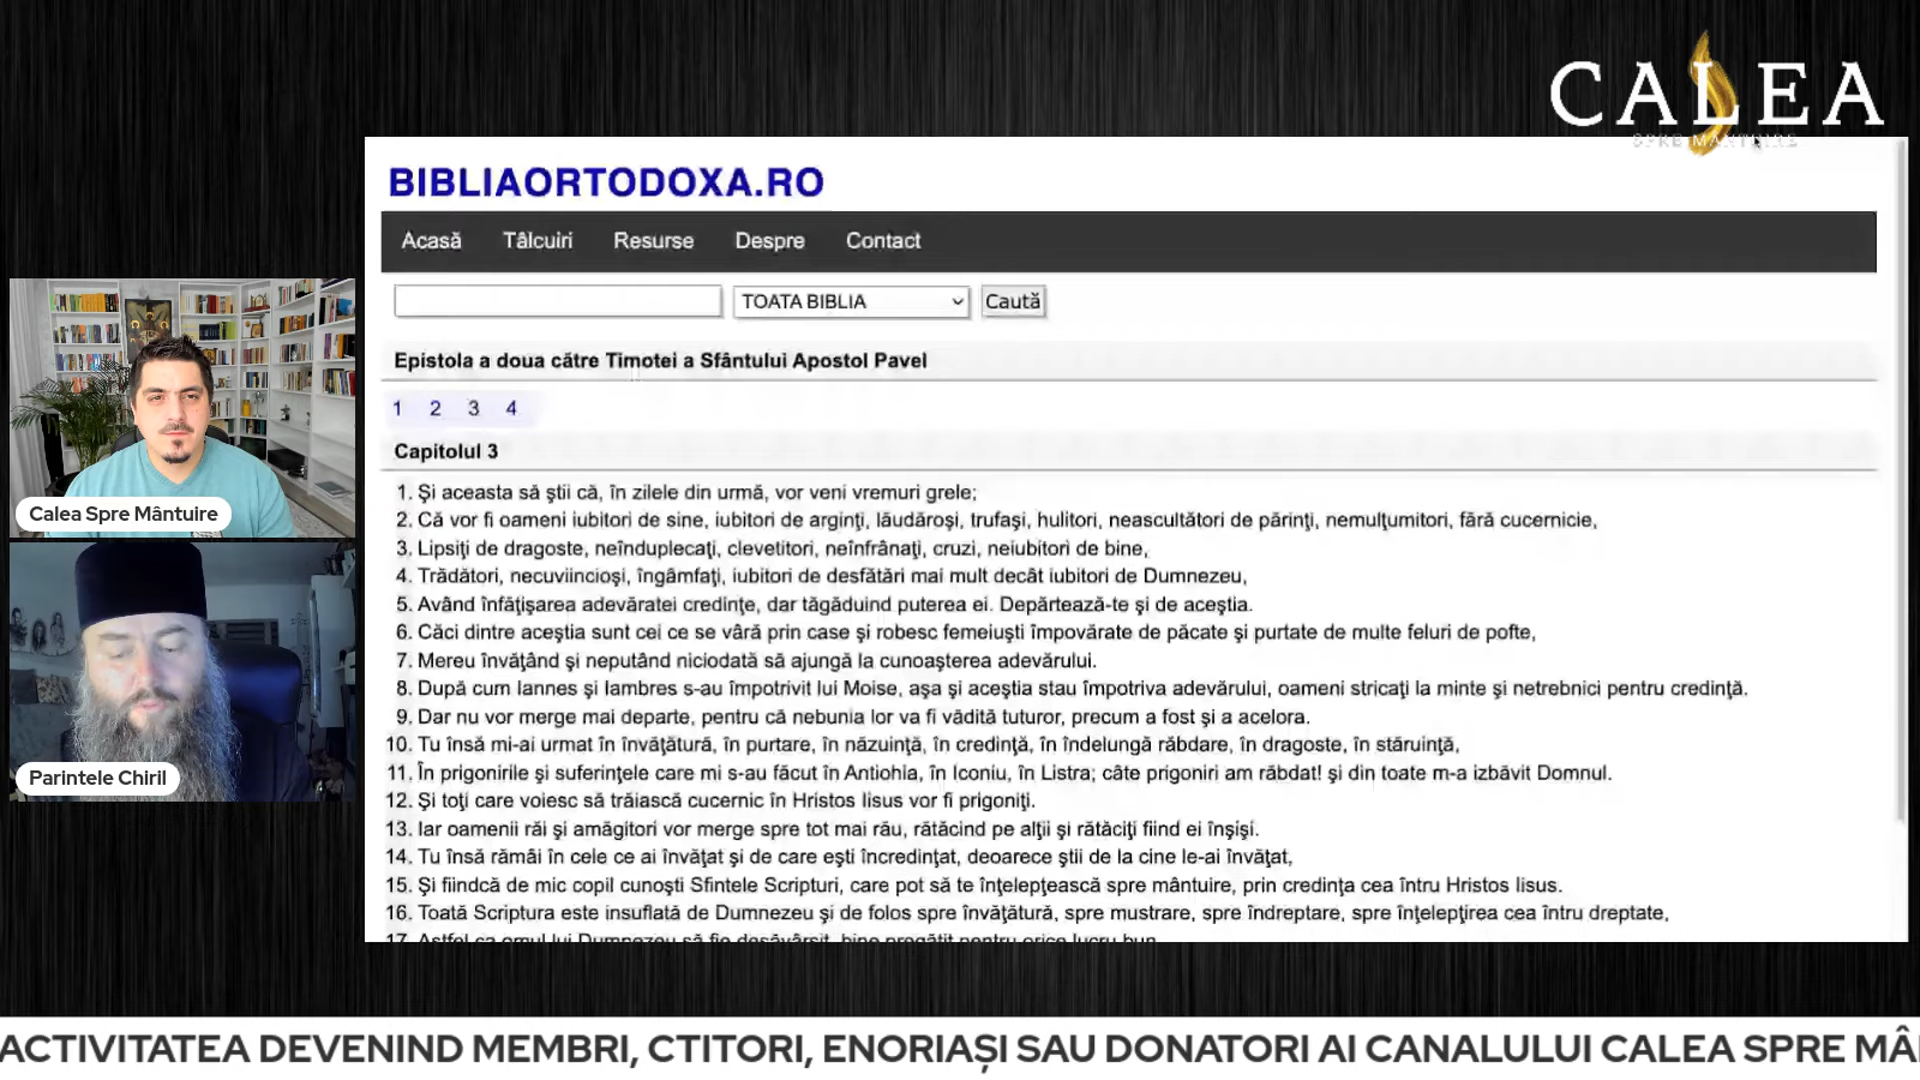 CALEA
SPRE MÂNTUIRE
BIBLIAORTODOXA.RO
Acasă Tâlcuiri Resurse Despre Contact
TOATA BIBLIA Caută
Epistola a doua către Timotei a Sfântului Apostol Pavel
1 2 3 4
Capitolul 3
1. Şi aceasta să ştii că, în zilele din urmă, vor veni vremuri grele;
2. Că vor fi oameni iubitori de sine, iubitori de arginţi, lăudăroşi, trufaşi, hulitori, neascultători de părinţi, nemulţumitori, fără cucernicie,
3. Lipsiţi de dragoste, neînduplecaţi, clevetitori, neînfrânaţi, cruzi, neiubitori de bine,
4. Trădători, necuviincioşi, îngâmfaţi, iubitori de desfătări mai mult decât iubitori de Dumnezeu,
5. Având înfăţişarea adevăratei credinţe, dar tăgăduind puterea ei. Depărtează-te şi de aceştia.
6. Căci dintre aceştia sunt cei ce se vâră prin case şi robesc femeiuşti împovărate de păcate şi purtate de multe feluri de pofte,
7. Mereu învăţând şi neputând niciodată să ajungă la cunoaşterea adevărului.
8. După cum Iannes şi Iambres s-au împotrivit lui Moise, aşa şi aceştia stau împotriva adevărului, oameni stricaţi la minte şi netrebnici pentru credinţă.
9. Dar nu vor merge mai departe, pentru că nebunia lor va fi vădită tuturor, precum a fost şi a acelora.
10. Tu însă mi-ai urmat în învăţătură, în purtare, în năzuinţă, în credinţă, în îndelungă răbdare, în dragoste, în stăruinţă,
11. În prigonirile şi suferinţele care mi s-au făcut în Antiohia, în Iconiu, în Listra; câte prigoniri am răbdat! şi din toate m-a izbăvit Domnul.
12. Şi toţi care voiesc să trăiască cucernic în Hristos Iisus vor fi prigoniţi.
13. Iar oamenii răi şi amăgitori vor merge spre tot mai rău, rătăcind pe alţii şi rătăciţi fiind ei înşişi.
14. Tu însă rămâi în cele ce ai învăţat şi de care eşti încredinţat, deoarece ştii de la cine le-ai învăţat,
15. Şi fiindcă de mic copil cunoşti Sfintele Scripturi, care pot să te înţelepţească spre mântuire, prin credinţa cea întru Hristos Iisus.
16. Toată Scriptura este insuflată de Dumnezeu şi de folos spre învăţătură, spre mustrare, spre îndreptare, spre înţelepţirea cea întru dreptate,
17. Astfel ca omul lui Dumnezeu să fie desăvârşit, bine pregătit pentru orice lucru bun.
Calea Spre Mântuire
Parintele Chiril
ACTIVITATEA DEVENIND MEMBRI, CTITORI, ENORIAȘI SAU DONATORI AI CANALULUI CALEA SPRE MÂ